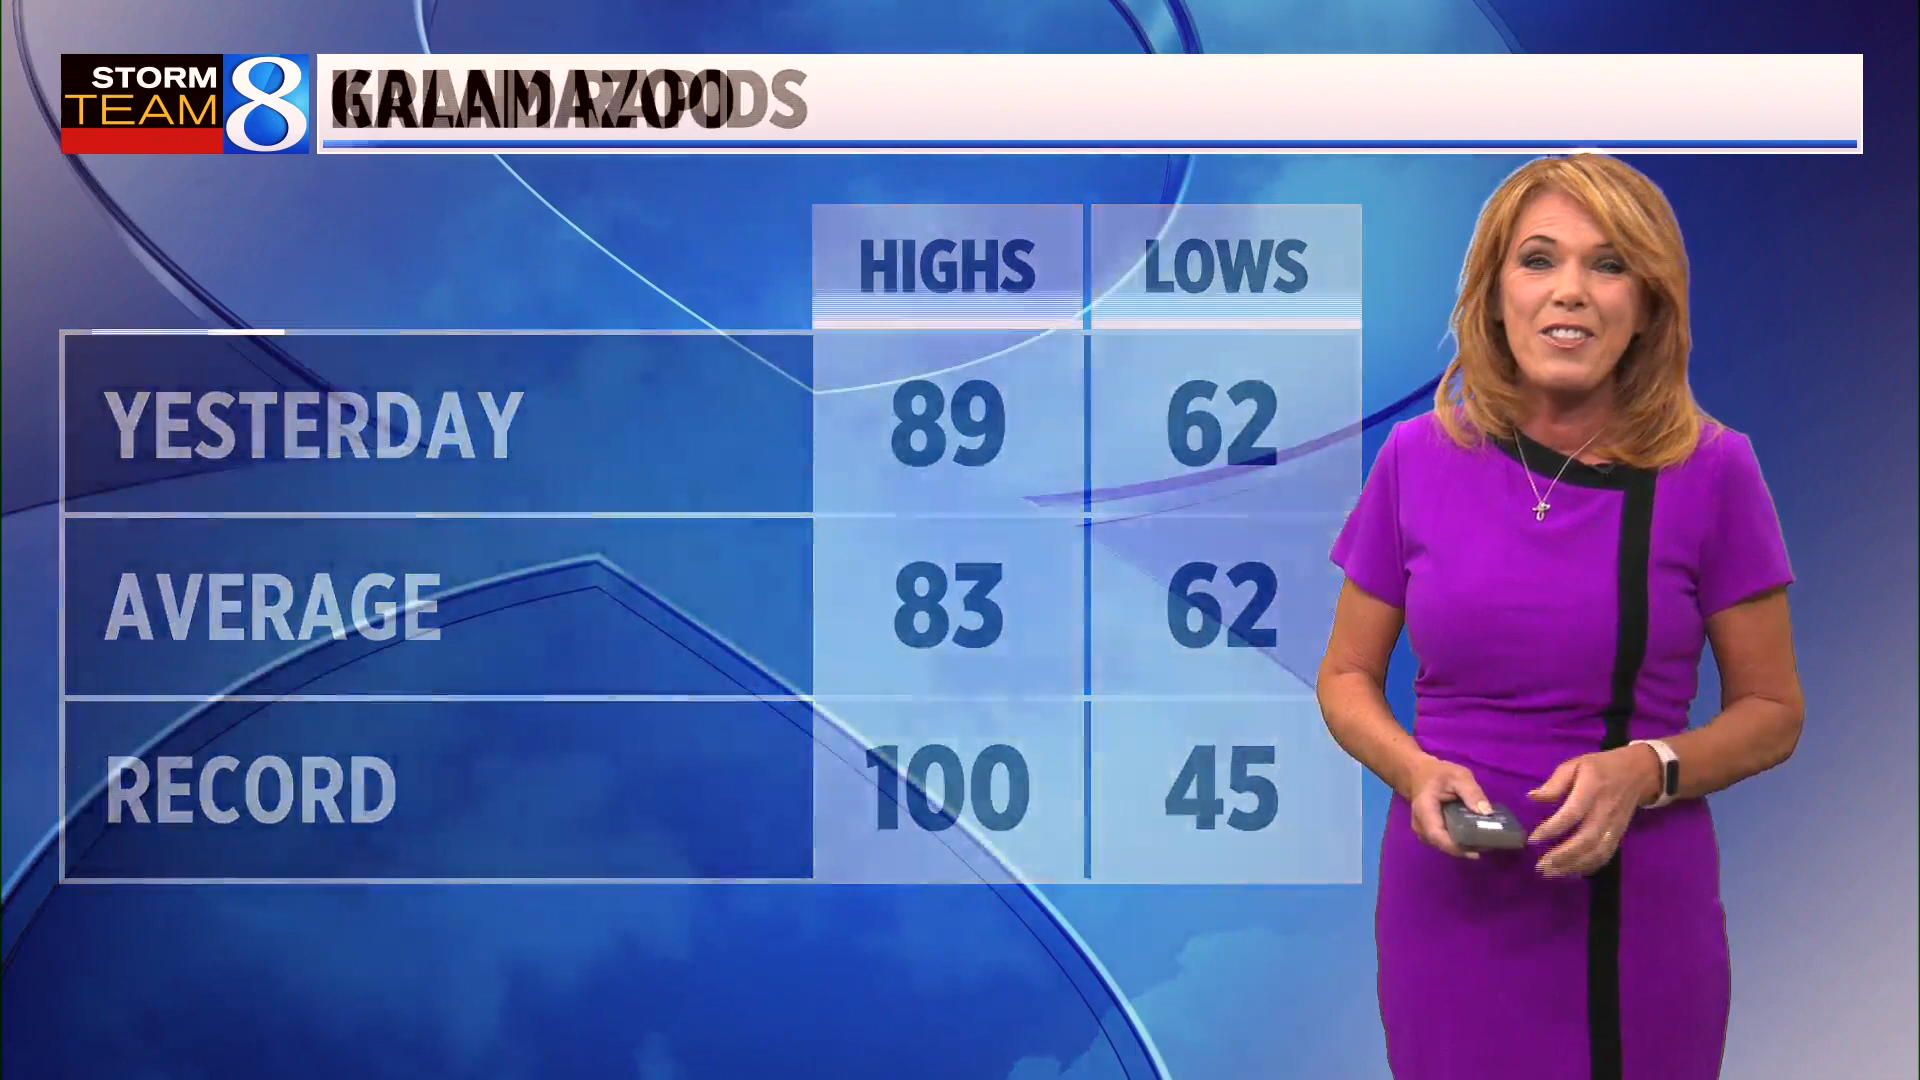 STORM
TEAM 8
HIGHS LOWS
YESTERDAY 89 62
AVERAGE 83 62
RECORD 100 45